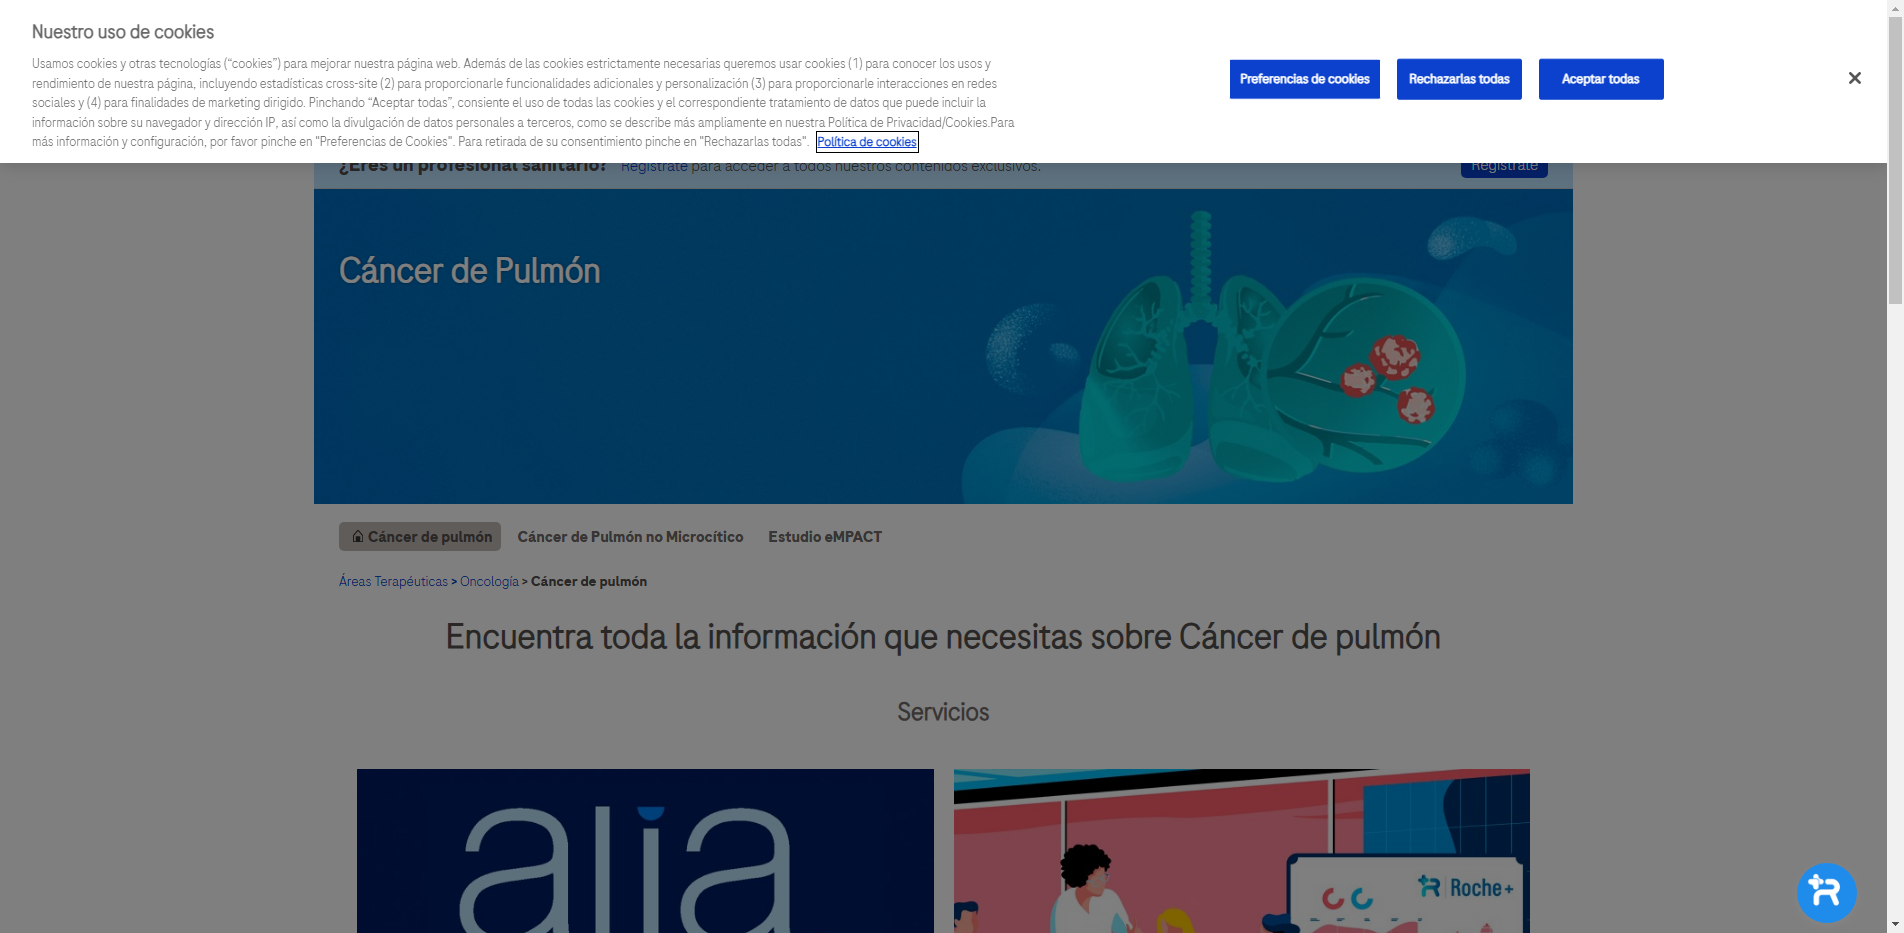 Nuestro uso de cookies
Usamos cookies y otras tecnologías (“cookies”) para mejorar nuestra página web. Además de las cookies estrictamente necesarias queremos usar cookies (1) para conocer los usos y
rendimiento de nuestra página, incluyendo estadísticas cross-site (2) para proporcionarle funcionalidades adicionales y personalización (3) para proporcionarle interacciones en redes
sociales y (4) para finalidades de marketing dirigido. Pinchando “Aceptar todas”, consiente el uso de todas las cookies y el correspondiente tratamiento de datos que puede incluir la
información sobre su navegador y dirección IP, así como la divulgación de datos personales a terceros, como se describe más ampliamente en nuestra Política de Privacidad/Cookies.Para
más información y configuración, por favor pinche en "Preferencias de Cookies". Para retirada de su consentimiento pinche en "Rechazarlas todas". Política de cookies
Preferencias de cookies
Rechazarlas todas
Aceptar todas
¿Eres un profesional sanitario? Regístrate para acceder a todos nuestros contenidos exclusivos.
Regístrate
Cáncer de Pulmón
Cáncer de pulmón
Cáncer de Pulmón no Microcítico
Estudio eMPACT
Áreas Terapéuticas > Oncología > Cáncer de pulmón
Encuentra toda la información que necesitas sobre Cáncer de pulmón
Servicios
alia
Roche+